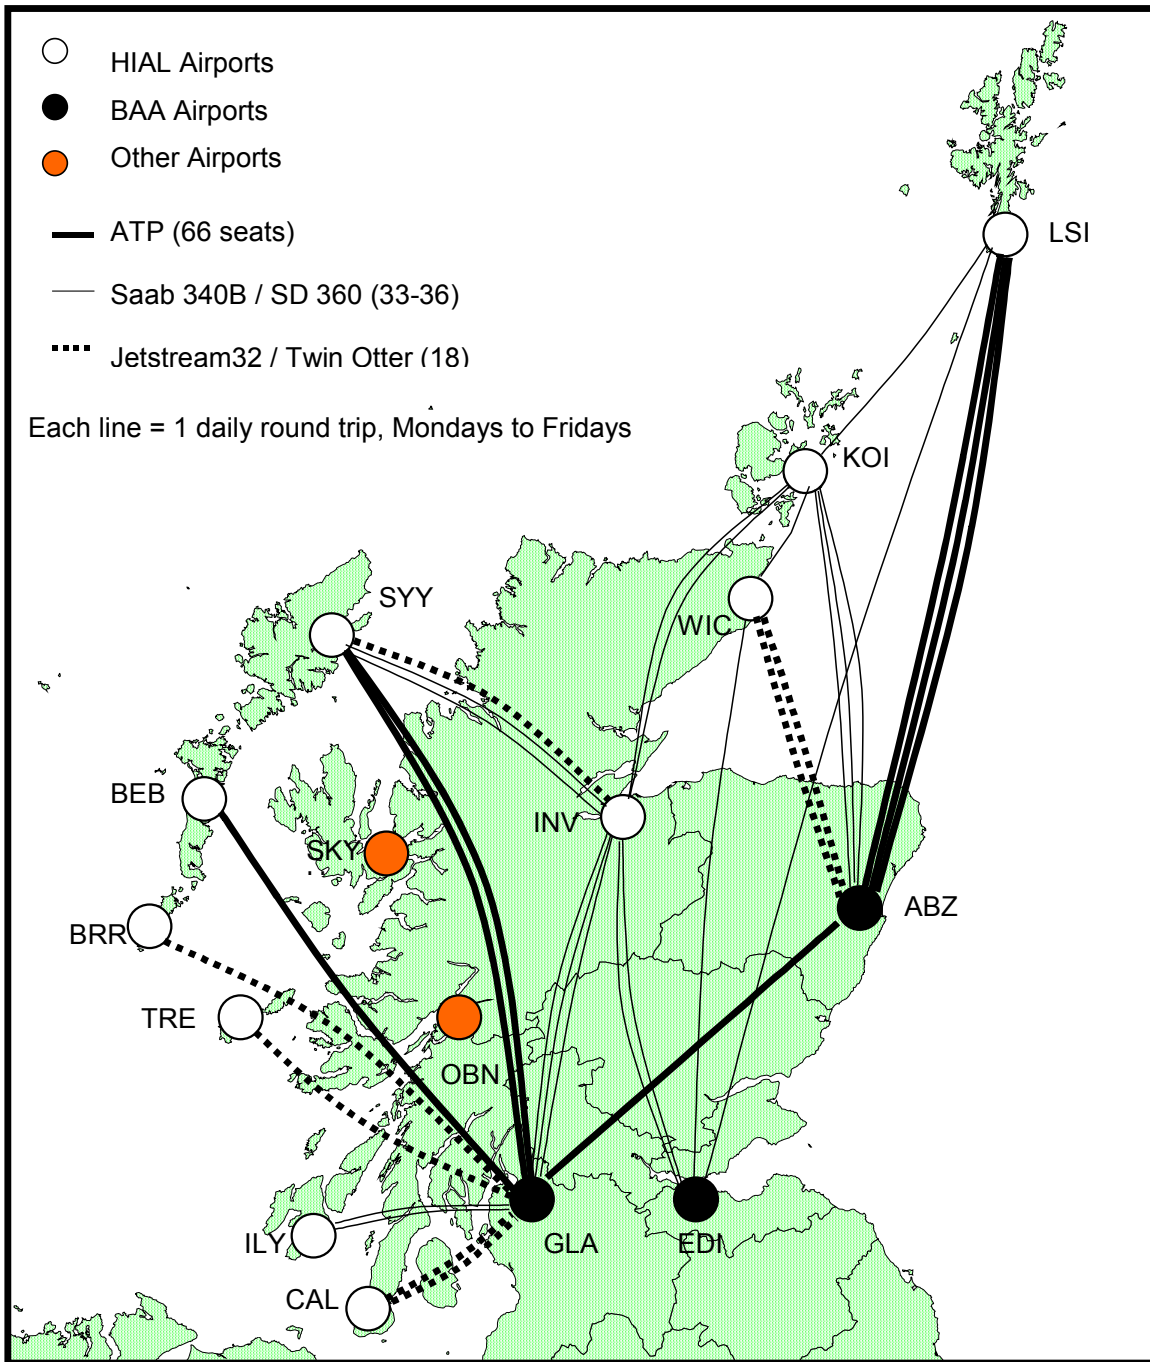 HIAL Airports
BAA Airports
Other Airports
ATP (66 seats)
Saab 340B / SD 360 (33-36)
Jetstream32 / Twin Otter (18)
Each line = 1 daily round trip, Mondays to Fridays
LSI
KOI
SYY
WIC
BEB
INV
SKY
ABZ
BRR
TRE
OBN
ILY
GLA
EDI
CAL